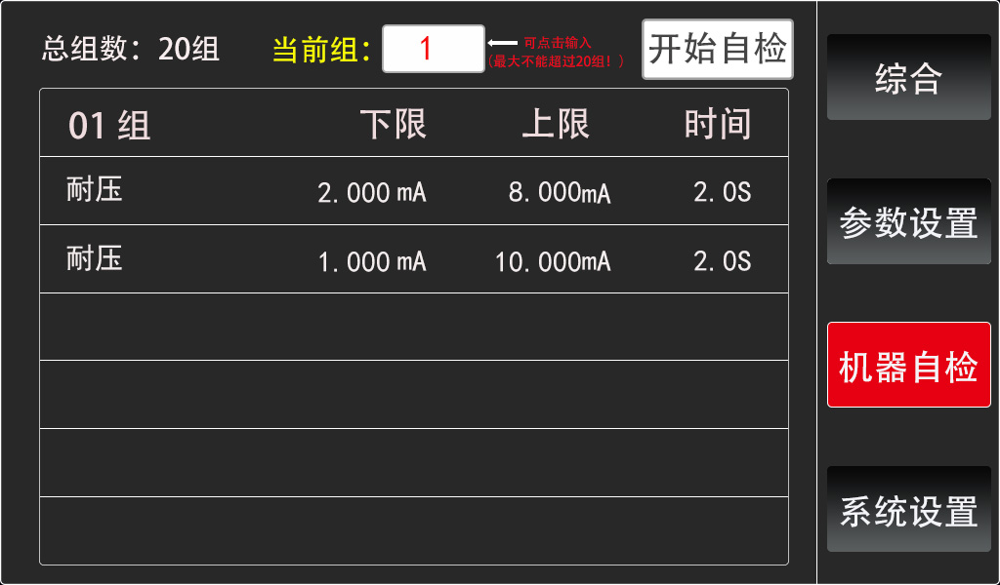 总组数：20组
当前组： 1
可点击输入
（最大不能超过20组！）
开始自检
01 组 下限 上限 时间
耐压 2.000 mA 8.000mA 2.0S
耐压 1.000 mA 10.000mA 2.0S
综合
参数设置
机器自检
系统设置